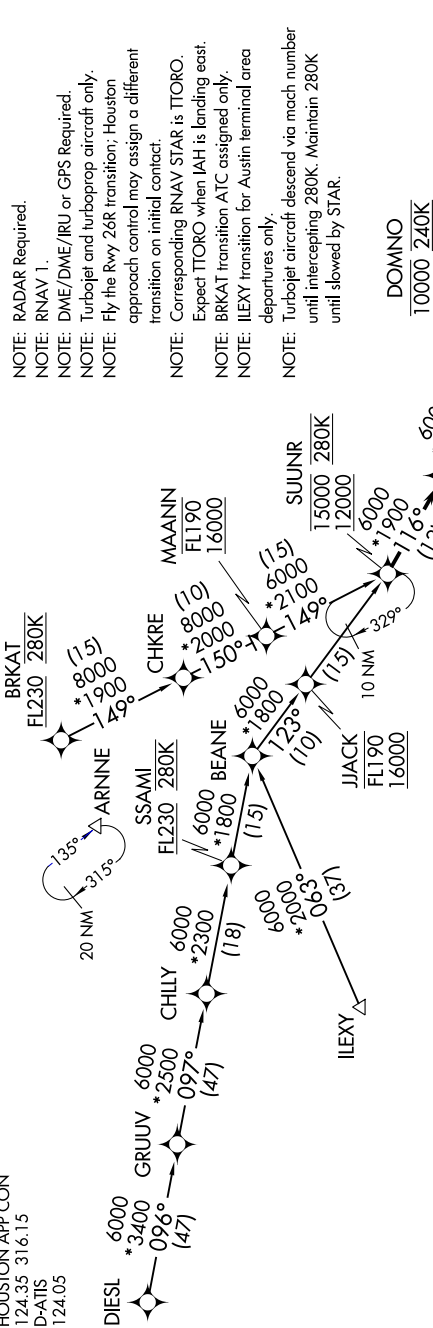 HOUSTON APP CON
124.35 316.15
D-ATIS
124.05
NOTE: RADAR Required.
NOTE: RNAV 1.
NOTE: DME/DME/IRU or GPS Required.
NOTE: Turbojet and turboprop aircraft only.
NOTE: Fly the Rwy 26R transition; Houston
approach control may assign a different
transition on initial contact.
NOTE: Corresponding RNAV STAR is TTORO.
Expect TTORO when IAH is landing east.
NOTE: BRKAT transition ATC assigned only.
NOTE: ILEXY transition for Austin terminal area
departures only.
NOTE: Turbojet aircraft descend via mach number
until intercepting 280K. Maintain 280K
until slowed by STAR.
BRKAT
FL230 280K
(15)
8000
*1900
149°
CHKRE
(10)
8000
*2000
150°
MAANN
FL190
16000
(15)
6000
*2100
149°
SUUNR
15000 280K
12000
6000
*1900
116°
DOMNO
10000 240K
ARNNE
135°
315°
20 NM
DIESL
6000
*3400
096°
(47)
GRUUV
6000
*2500
097°
(47)
CHLLY
6000
*2300
(18)
SSAMI
FL230 280K
6000
*1800
(15)
BEANE
6000
*1800
123°
(10)
JJACK
FL190
16000
(15)
10 NM
329°
ILEXY
6000
*2000
063°
(37)